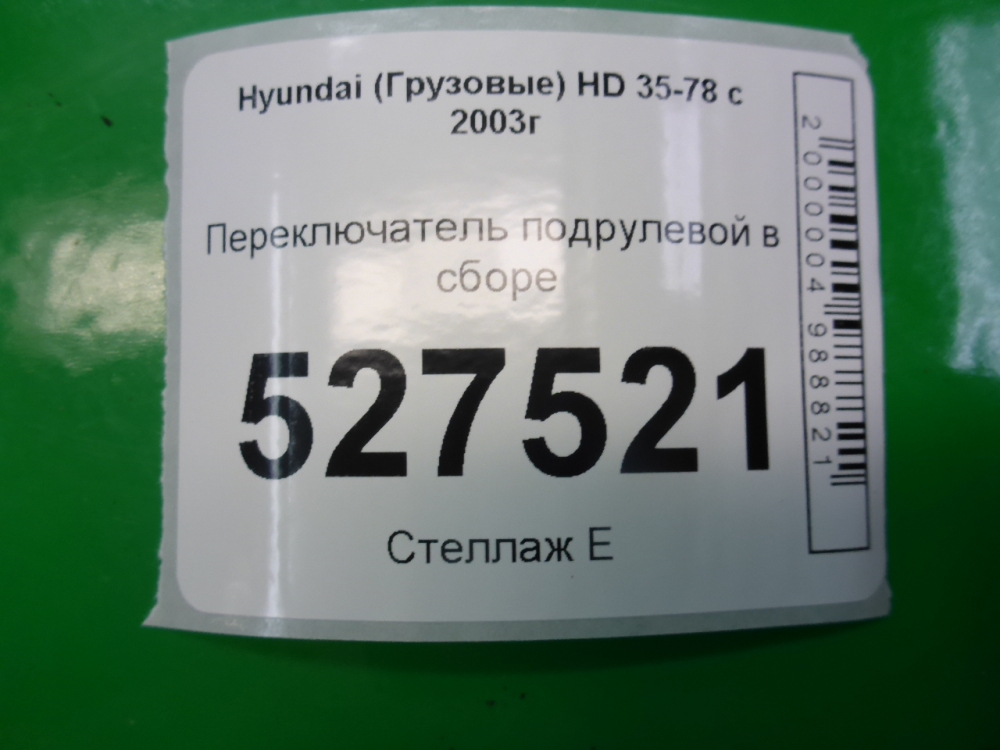 Hyundai (Грузовые) HD 35-78 с
2003г
Переключатель подрулевой в
сборе
527521
Стеллаж Е
2000004988821